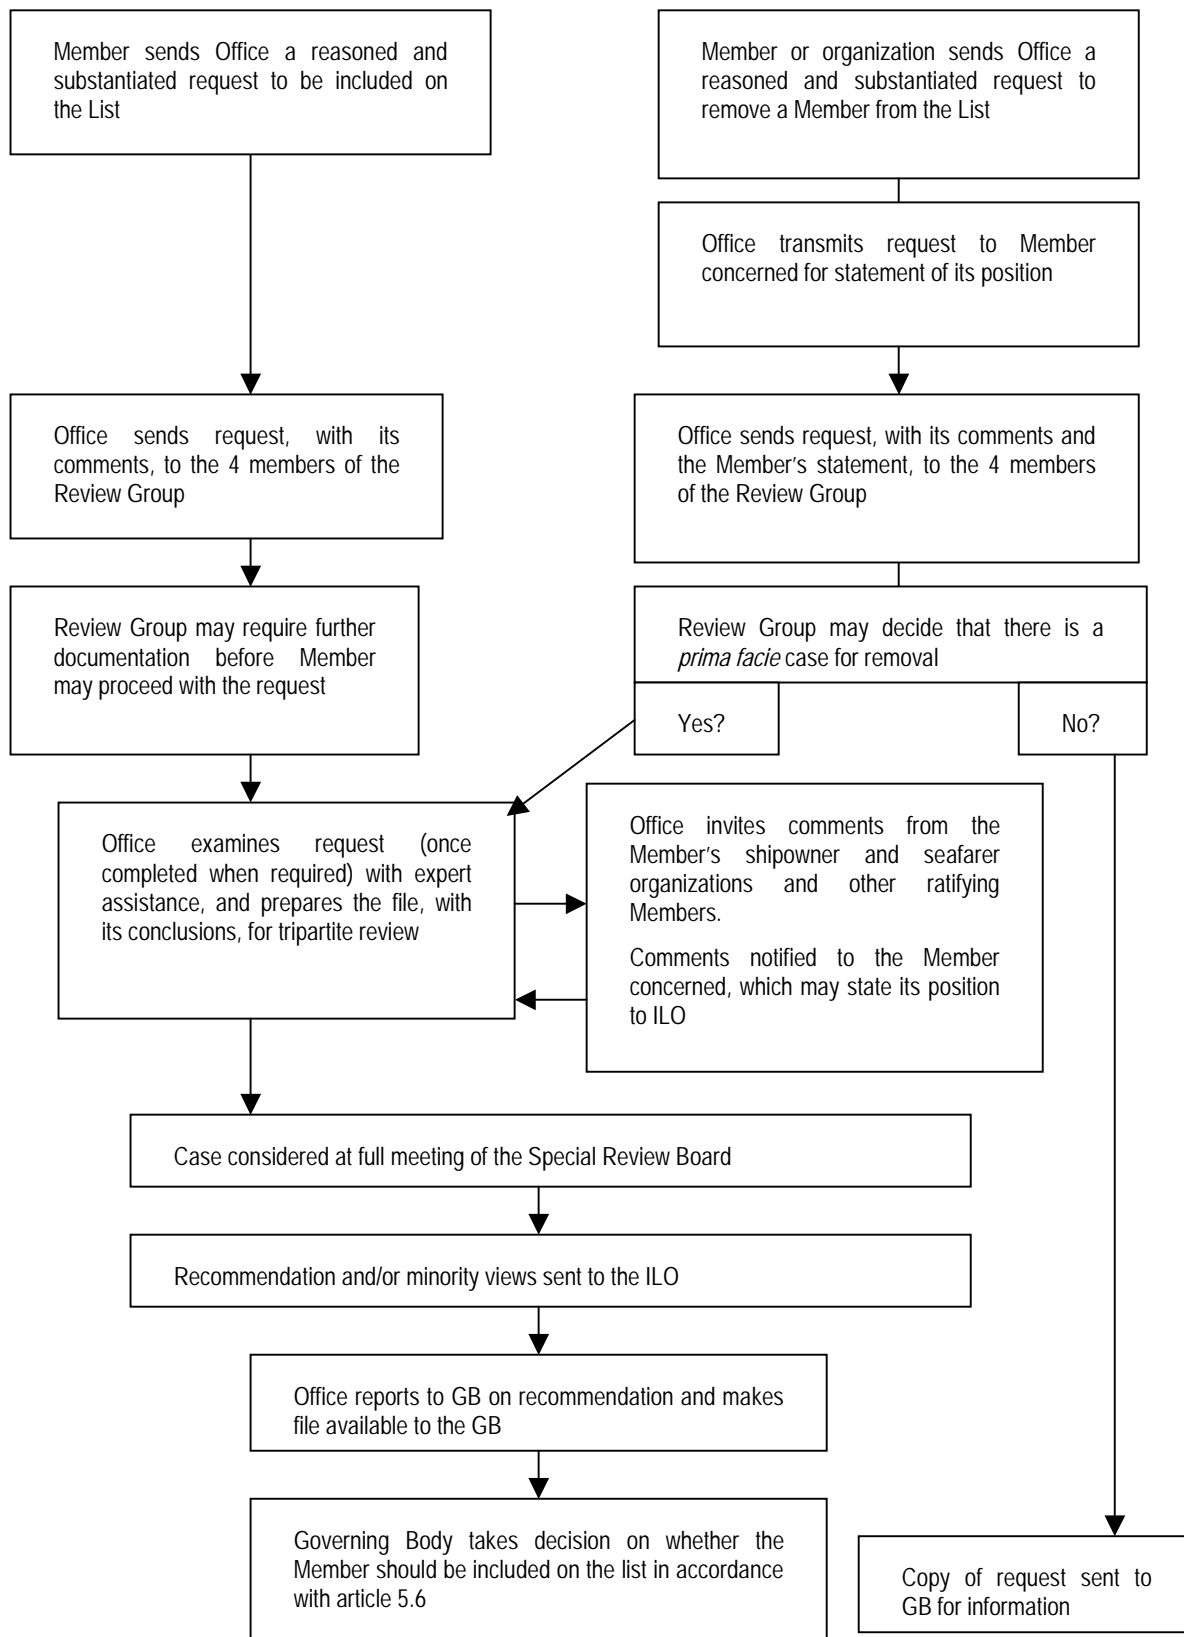 Member sends Office a reasoned and
substantiated request to be included on
the List
Member or organization sends Office a
reasoned and substantiated request to
remove a Member from the List
Office transmits request to Member
concerned for statement of its position
Office sends request, with its
comments, to the 4 members of the
Review Group
Office sends request, with its comments and
the Member's statement, to the 4 members
of the Review Group
Review Group may require further
documentation before Member
may proceed with the request
Review Group may decide that there is a
prima facie case for removal
Yes?
No?
Office examines request (once
completed when required) with expert
assistance, and prepares the file, with
its conclusions, for tripartite review
Office invites comments from the
Member's shipowner and seafarer
organizations and other ratifying
Members.
Comments notified to the Member
concerned, which may state its position
to ILO
Case considered at full meeting of the Special Review Board
Recommendation and/or minority views sent to the ILO
Office reports to GB on recommendation and makes
file available to the GB
Governing Body takes decision on whether the
Member should be included on the list in accordance
with article 5.6
Copy of request sent to
GB for information